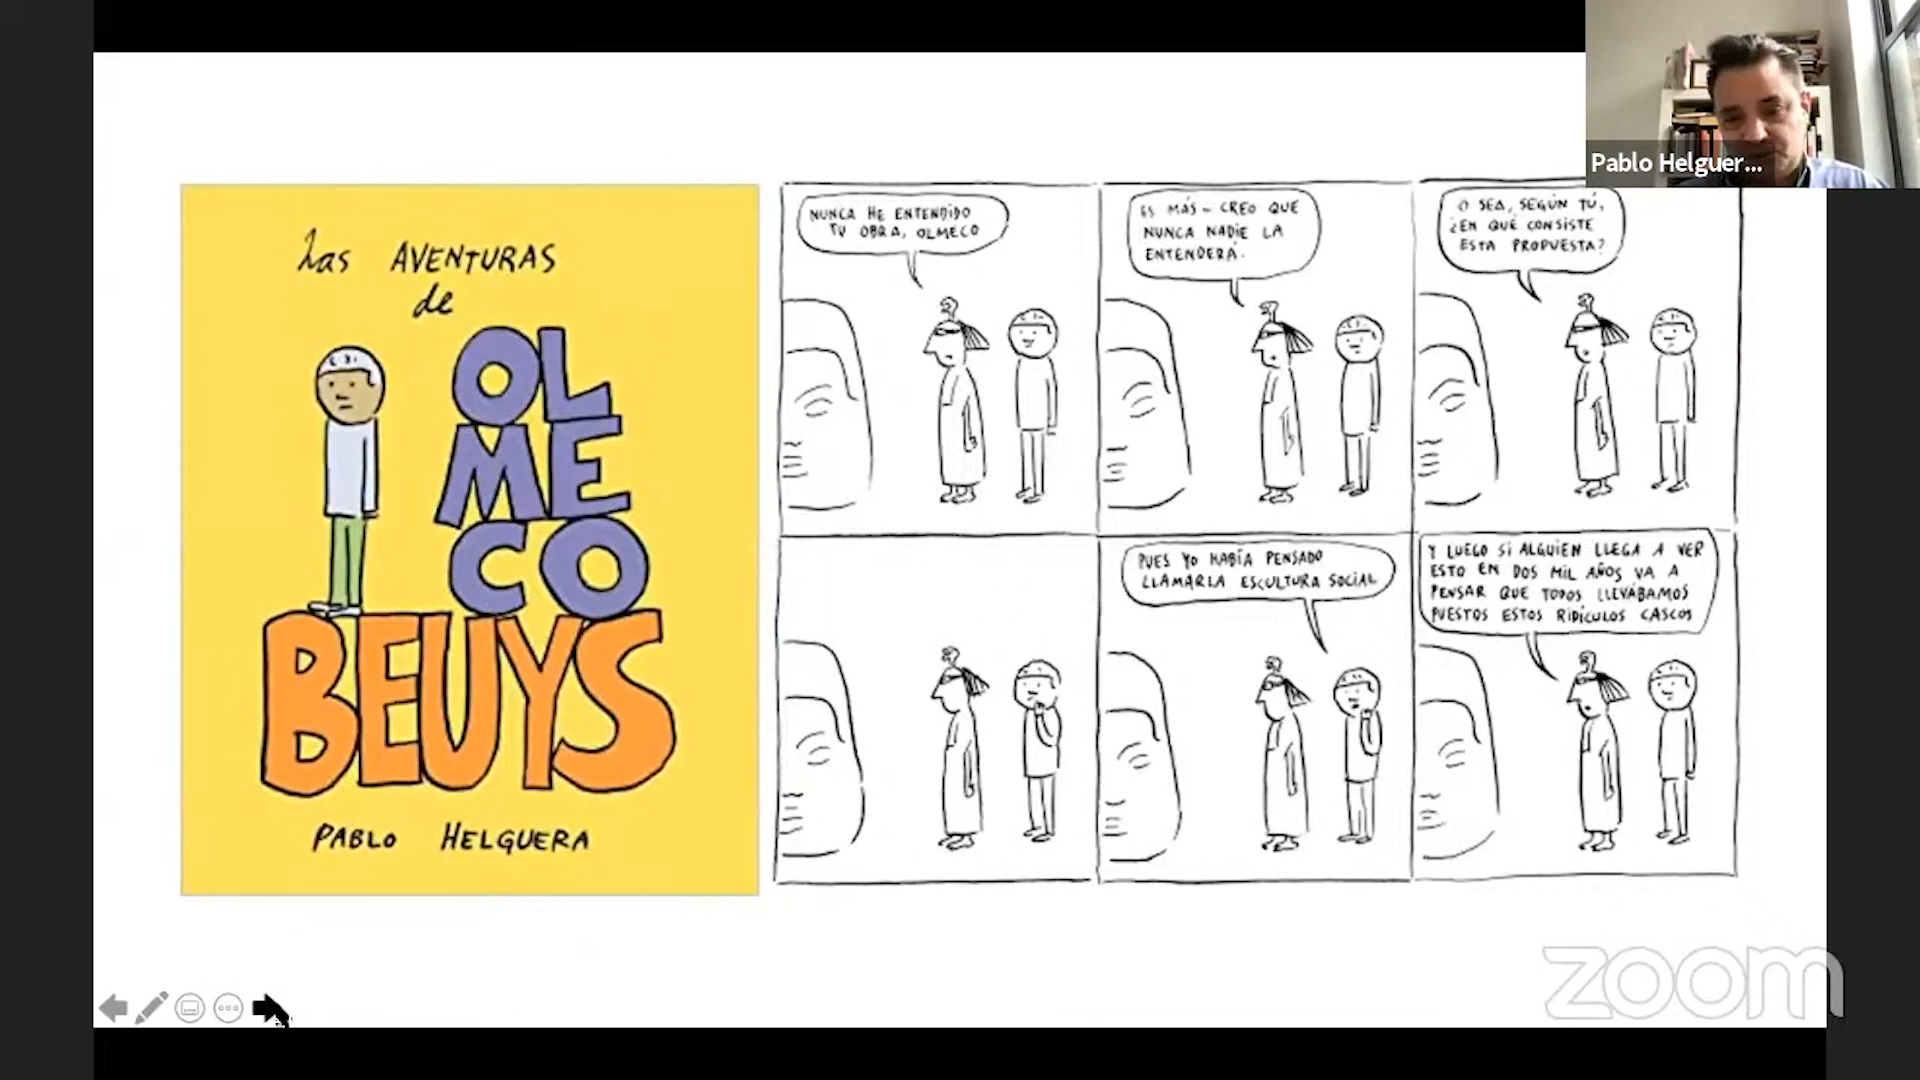 Pablo Helguer...
Las AVENTURAS
de
OL
ME
CO
BEUYS
PABLO HELGUERA
NUNCA HE ENTENDIDO
TU OBRA, OLMECO
ES MÁS - CREO QUE
NUNCA NADIE LA
ENTENDERÁ.
O SEA, SEGÚN TÚ,
¿EN QUÉ CONSISTE
ESTA PROPUESTA?
PUES YO HABÍA PENSADO
LLAMARLA ESCULTURA SOCIAL
Y LUEGO SI ALGUIEN LLEGA A VER
ESTO EN DOS MIL AÑOS VA A
PENSAR QUE TODOS LLEVÁBAMOS
PUESTOS ESTOS RIDÍCULOS CASCOS
zoom